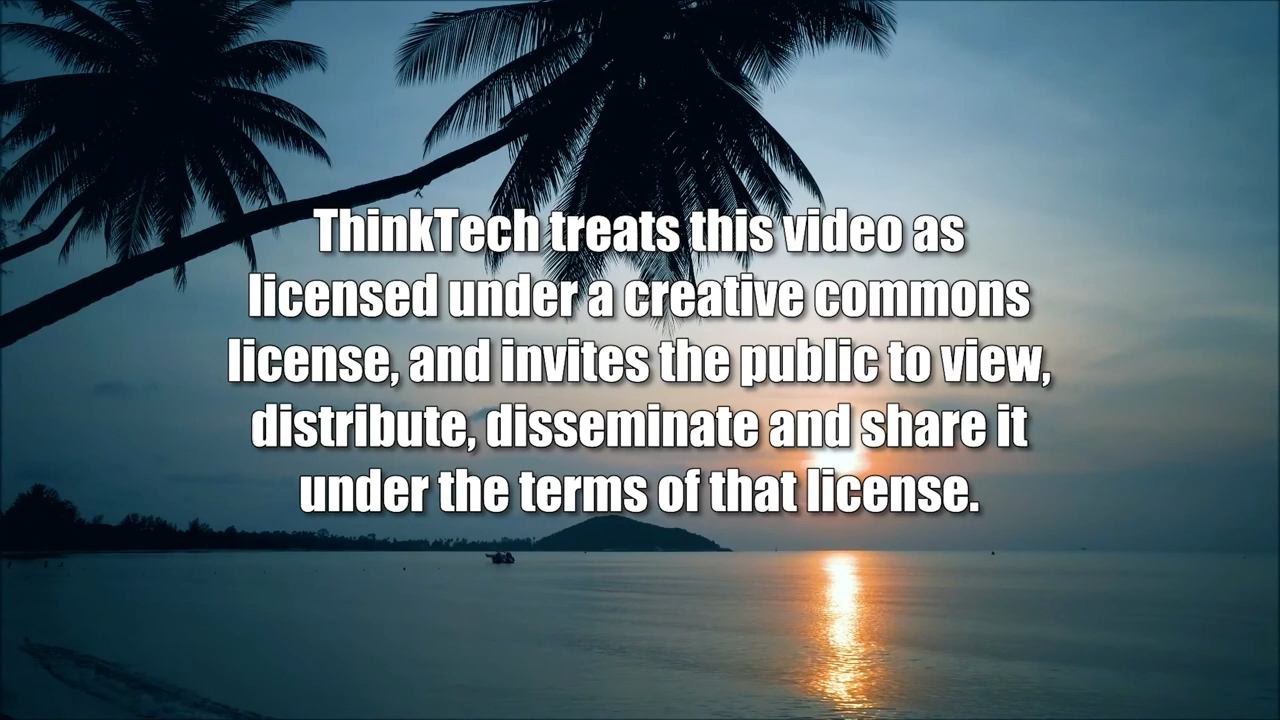 ThinkTech treats this video as
licensed under a creative commons
license, and invites the public to view,
distribute, disseminate and share it
under the terms of that license.